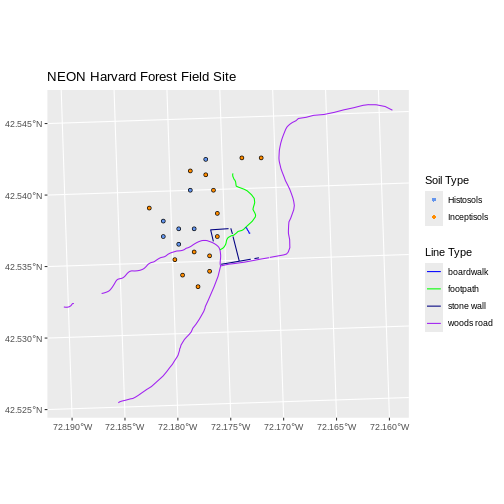 NEON Harvard Forest Field Site
42.545°N
42.540°N
42.535°N
42.530°N
42.525°N
72.190°W 72.185°W 72.180°W 72.175°W 72.170°W 72.165°W 72.160°W
Soil Type
Histosols
Inceptisols
Line Type
boardwalk
footpath
stone wall
woods road